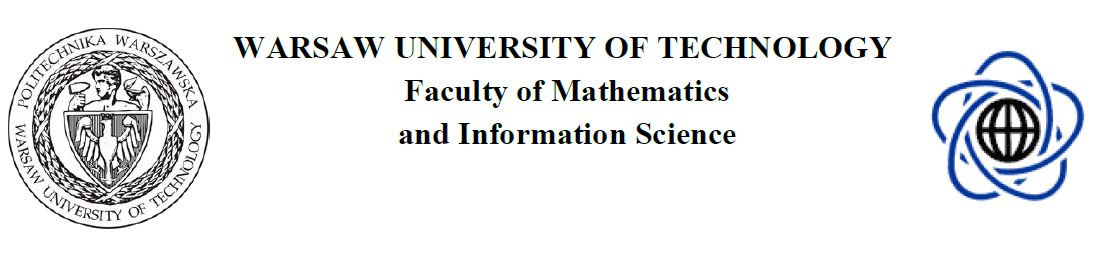 POLITECHNIKA WARSZAWSKA
WARSAW UNIVERSITY OF TECHNOLOGY
WARSAW UNIVERSITY OF TECHNOLOGY
Faculty of Mathematics
and Information Science